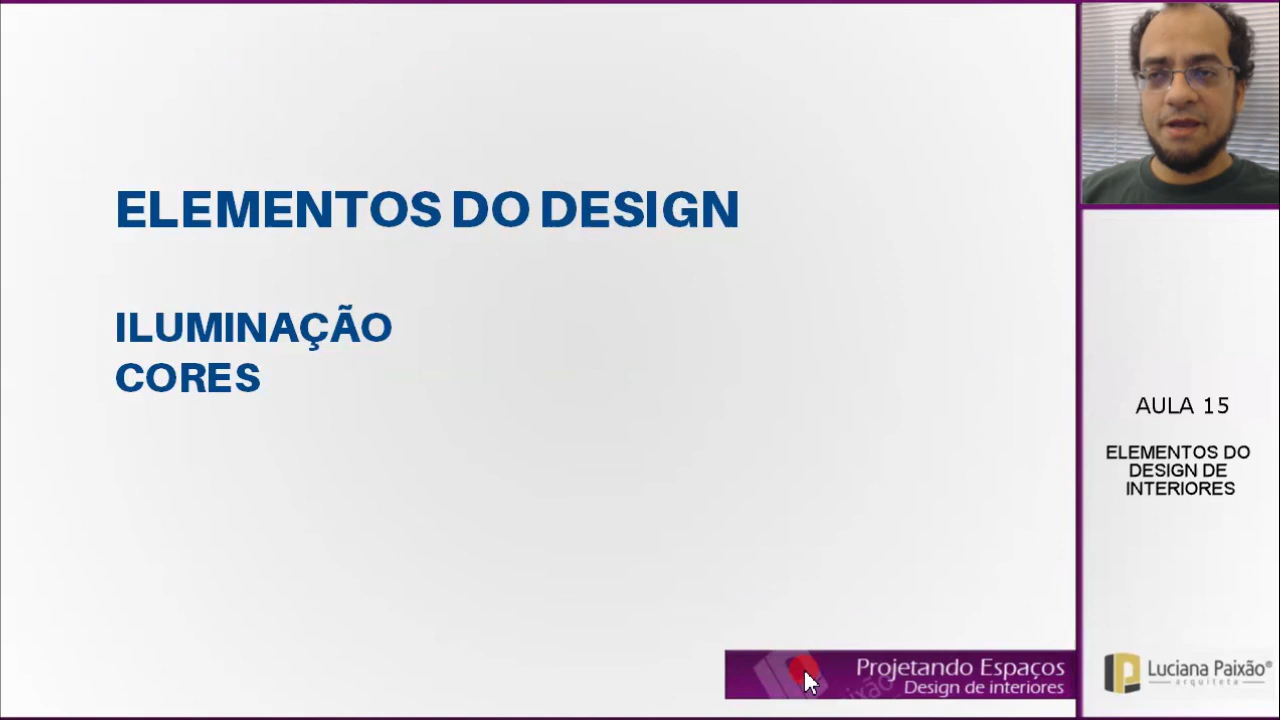 ELEMENTOS DO DESIGN
ILUMINAÇÃO
CORES
AULA 15
ELEMENTOS DO
DESIGN DE
INTERIORES
Projetando Espaços
Design de interiores
Luciana Paixão®
arquiteta